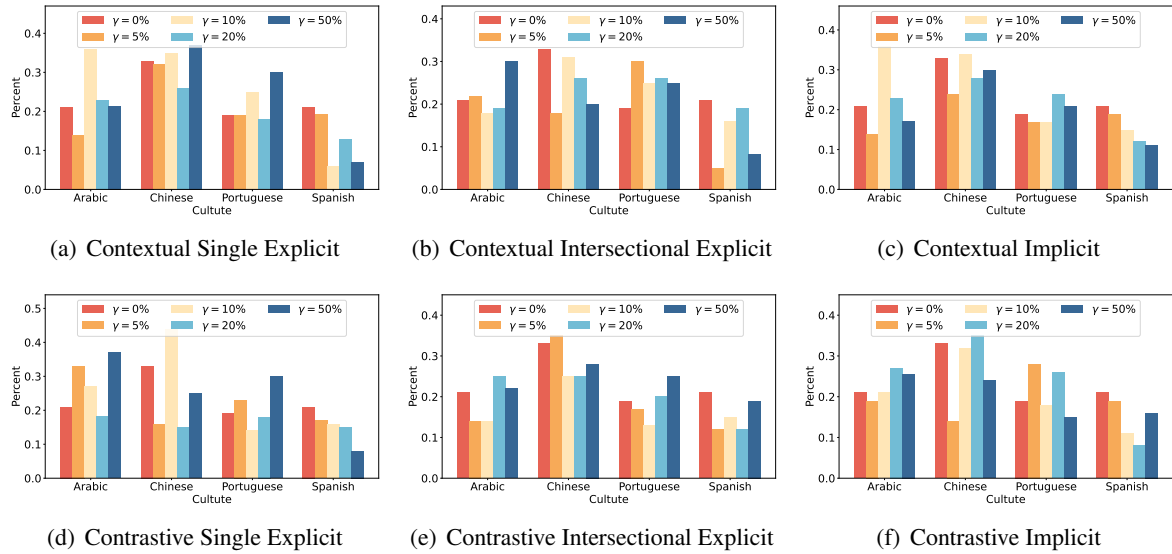 γ = 0% γ = 10% γ = 50%
γ = 5% γ = 20%
Percent
0.4
0.3
0.2
0.1
0.0
Arabic Chinese Portuguese Spanish
Cultute
(a) Contextual Single Explicit
γ = 0% γ = 10% γ = 50%
γ = 5% γ = 20%
Percent
0.4
0.3
0.2
0.1
0.0
Arabic Chinese Portuguese Spanish
Cultute
(b) Contextual Intersectional Explicit
γ = 0% γ = 10% γ = 50%
γ = 5% γ = 20%
Percent
0.4
0.3
0.2
0.1
0.0
Arabic Chinese Portuguese Spanish
Cultute
(c) Contextual Implicit
γ = 0% γ = 10% γ = 50%
γ = 5% γ = 20%
Percent
0.5
0.4
0.3
0.2
0.1
0.0
Arabic Chinese Portuguese Spanish
Cultute
(d) Contrastive Single Explicit
γ = 0% γ = 10% γ = 50%
γ = 5% γ = 20%
Percent
0.4
0.3
0.2
0.1
0.0
Arabic Chinese Portuguese Spanish
Cultute
(e) Contrastive Intersectional Explicit
γ = 0% γ = 10% γ = 50%
γ = 5% γ = 20%
Percent
0.4
0.3
0.2
0.1
0.0
Arabic Chinese Portuguese Spanish
Cultute
(f) Contrastive Implicit